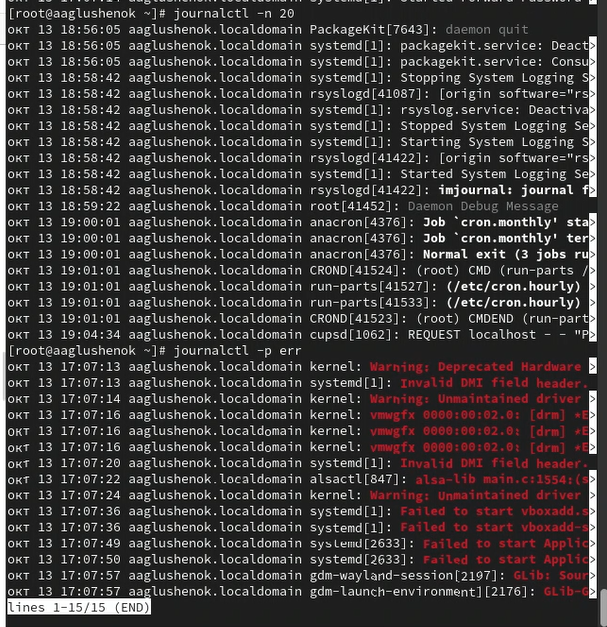 [root@aaglushenok ~]# journalctl -n 20
окт 13 18:56:05 aaglushenok.localdomain PackageKit[7643]: daemon quit
окт 13 18:56:05 aaglushenok.localdomain systemd[1]: packagekit.service: Deact>
окт 13 18:56:05 aaglushenok.localdomain systemd[1]: packagekit.service: Consu>
окт 13 18:58:42 aaglushenok.localdomain systemd[1]: Stopping System Logging S>
окт 13 18:58:42 aaglushenok.localdomain rsyslogd[41087]: [origin software="rs>
окт 13 18:58:42 aaglushenok.localdomain systemd[1]: rsyslog.service: Deactiva>
окт 13 18:58:42 aaglushenok.localdomain systemd[1]: Stopped System Logging Se>
окт 13 18:58:42 aaglushenok.localdomain systemd[1]: Starting System Logging S>
окт 13 18:58:42 aaglushenok.localdomain rsyslogd[41422]: [origin software="rs>
окт 13 18:58:42 aaglushenok.localdomain systemd[1]: Started System Logging Se>
окт 13 18:58:42 aaglushenok.localdomain rsyslogd[41422]: imjournal: journal f>
окт 13 18:59:22 aaglushenok.localdomain root[41452]: Daemon Debug Message
окт 13 19:00:01 aaglushenok.localdomain anacron[4376]: Job `cron.monthly' sta>
окт 13 19:00:01 aaglushenok.localdomain anacron[4376]: Job `cron.monthly' ter>
окт 13 19:00:01 aaglushenok.localdomain anacron[4376]: Normal exit (3 jobs ru>
окт 13 19:01:01 aaglushenok.localdomain CROND[41524]: (root) CMD (run-parts />
окт 13 19:01:01 aaglushenok.localdomain run-parts[41527]: (/etc/cron.hourly) >
окт 13 19:01:01 aaglushenok.localdomain run-parts[41533]: (/etc/cron.hourly) >
окт 13 19:01:01 aaglushenok.localdomain CROND[41523]: (root) CMDEND (run-part>
окт 13 19:04:34 aaglushenok.localdomain cupsd[1062]: REQUEST localhost - - "P>
[root@aaglushenok ~]# journalctl -p err
окт 13 17:07:13 aaglushenok.localdomain kernel: Warning: Deprecated Hardware >
окт 13 17:07:13 aaglushenok.localdomain systemd[1]: Invalid DMI field header.
окт 13 17:07:14 aaglushenok.localdomain kernel: Warning: Unmaintained driver >
окт 13 17:07:16 aaglushenok.localdomain kernel: vmwgfx 0000:00:02.0: [drm] *E>
окт 13 17:07:16 aaglushenok.localdomain kernel: vmwgfx 0000:00:02.0: [drm] *E>
окт 13 17:07:16 aaglushenok.localdomain kernel: vmwgfx 0000:00:02.0: [drm] *E>
окт 13 17:07:20 aaglushenok.localdomain systemd[1]: Invalid DMI field header.
окт 13 17:07:22 aaglushenok.localdomain alsactl[847]: alsa-lib main.c:1554:(s>
окт 13 17:07:24 aaglushenok.localdomain kernel: Warning: Unmaintained driver >
окт 13 17:07:36 aaglushenok.localdomain systemd[1]: Failed to start vboxadd.s>
окт 13 17:07:36 aaglushenok.localdomain systemd[1]: Failed to start vboxadd-s>
окт 13 17:07:49 aaglushenok.localdomain systemd[2633]: Failed to start Applic>
окт 13 17:07:50 aaglushenok.localdomain systemd[2633]: Failed to start Applic>
окт 13 17:07:57 aaglushenok.localdomain gdm-wayland-session[2197]: GLib: Sour>
окт 13 17:07:57 aaglushenok.localdomain gdm-launch-environment][2176]: GLib-G>
lines 1-15/15 (END)